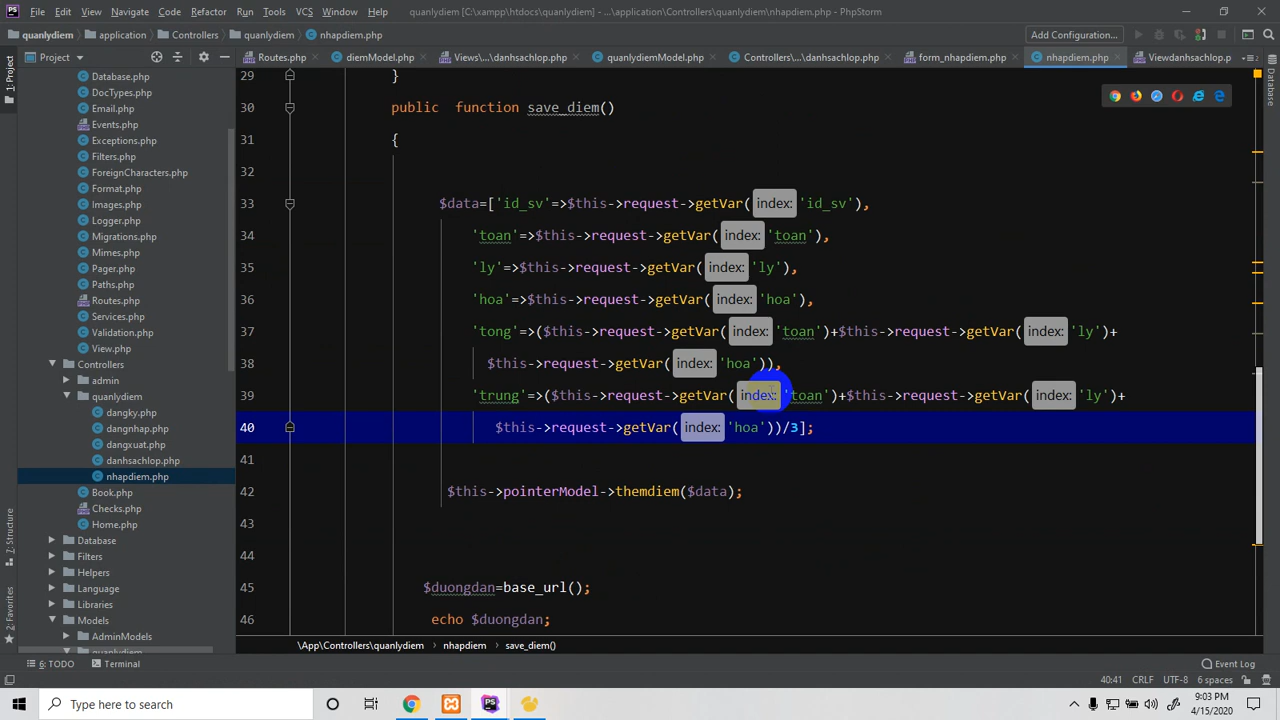 File Edit View Navigate Code Refactor Run Tools VCS Window Help quanlydiem [C:\xampp\htdocs\quanlydiem] - ...\application\Controllers\quanlydiem\nhapdiem.php - PhpStorm
quanlydiem application Controllers quanlydiem nhapdiem.php Add Configuration...
Project Routes.php diemModel.php Views\...\danhsachlop.php quanlydiemModel.php Controllers\...\danhsachlop.php form_nhapdiem.php nhapdiem.php Viewdanhsachlop.p
1: Project
7: Structure
2: Favorites
Database
Database.php
DocTypes.php
Email.php
Events.php
Exceptions.php
Filters.php
ForeignCharacters.php
Format.php
Images.php
Logger.php
Migrations.php
Mimes.php
Pager.php
Paths.php
Routes.php
Services.php
Validation.php
View.php
Controllers
admin
quanlydiem
dangky.php
dangnhap.php
dangxuat.php
danhsachlop.php
nhapdiem.php
Book.php
Checks.php
Home.php
Database
Filters
Helpers
Language
Libraries
Models
AdminModels
quanlydiem
29 }
30 public function save_diem()
31 {
32
33 $data=['id_sv'=>$this->request->getVar( index: 'id_sv'),
34 'toan'=>$this->request->getVar( index: 'toan'),
35 'ly'=>$this->request->getVar( index: 'ly'),
36 'hoa'=>$this->request->getVar( index: 'hoa'),
37 'tong'=>($this->request->getVar( index: 'toan')+$this->request->getVar( index: 'ly')+
38 $this->request->getVar( index: 'hoa')),
39 'trung'=>($this->request->getVar( index: 'toan')+$this->request->getVar( index: 'ly')+
40 $this->request->getVar( index: 'hoa'))/3];
41
42 $this->pointerModel->themdiem($data);
43
44
45 $duongdan=base_url();
46 echo $duongdan;
\App\Controllers\quanlydiem nhapdiem save_diem()
6: TODO Terminal Event Log
40:41 CRLF UTF-8 6 spaces
Type here to search
9:03 PM
4/15/2020